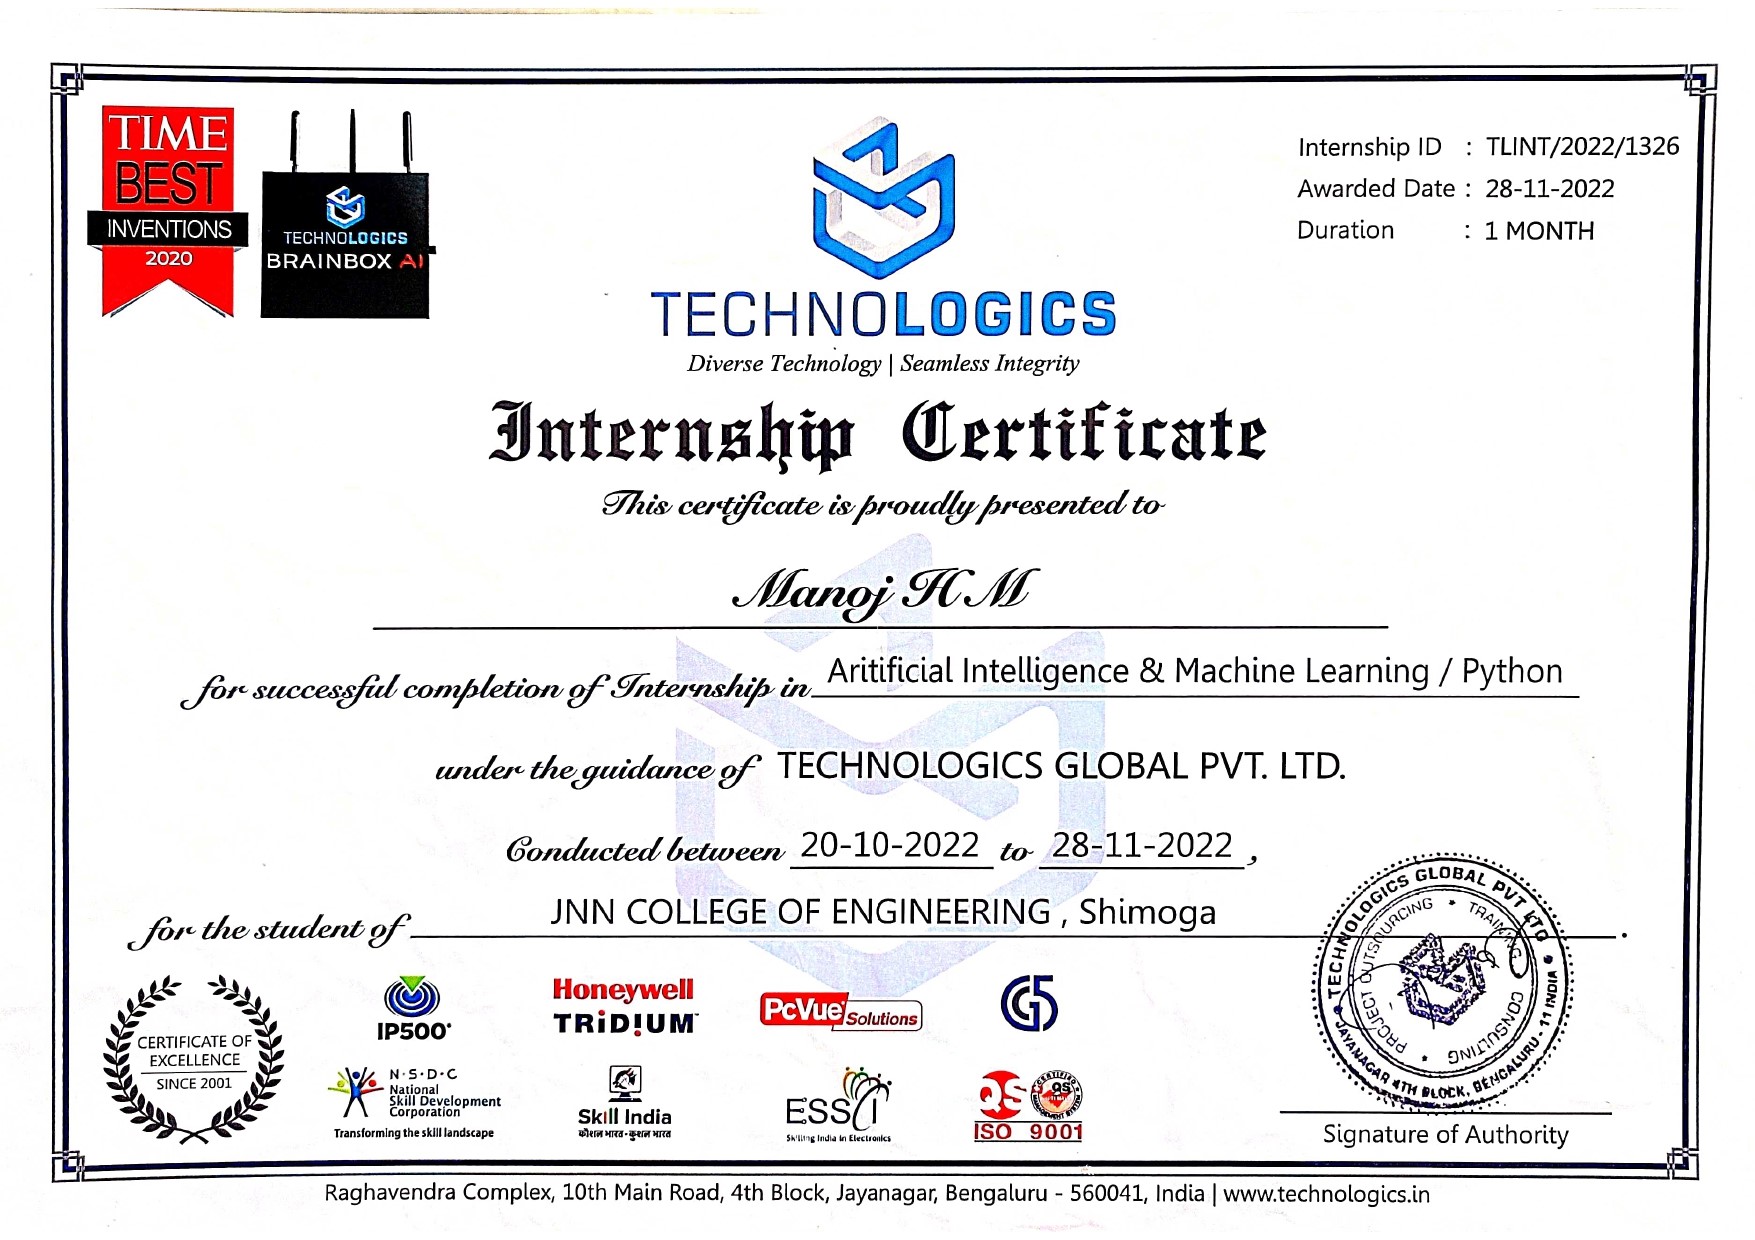 TIME
BEST
INVENTIONS
2020
TECHNOLOGICS
BRAINBOX AI
Internship ID : TLINT/2022/1326
Awarded Date : 28-11-2022
Duration : 1 MONTH
TECHNOLOGICS
Diverse Technology | Seamless Integrity
Internship Certificate
This certificate is proudly presented to
Manoj H M
for successful completion of Internship in Aritificial Intelligence & Machine Learning / Python
under the guidance of TECHNOLOGICS GLOBAL PVT. LTD.
Conducted between 20-10-2022 to 28-11-2022 ,
for the student of JNN COLLEGE OF ENGINEERING , Shimoga .
CERTIFICATE OF
EXCELLENCE
SINCE 2001
IP500
Honeywell
TRIDIUM
PcVue Solutions
G5
N·S·D·C
National
Skill Development
Corporation
Transforming the skill landscape
Skill India
कौशल भारत - कुशल भारत
ESSCI
Skilling India in Electronics
QS
CERTIFIED
QS
MANAGEMENT SYSTEM
ISO 9001
TECHNOLOGICS GLOBAL PVT LTD
JAYANAGAR 4TH BLOCK, BENGALURU - 11 INDIA
PROJECT OUTSOURCING * TRAINING CONSULTING *
Signature of Authority
Raghavendra Complex, 10th Main Road, 4th Block, Jayanagar, Bengaluru - 560041, India | www.technologics.in